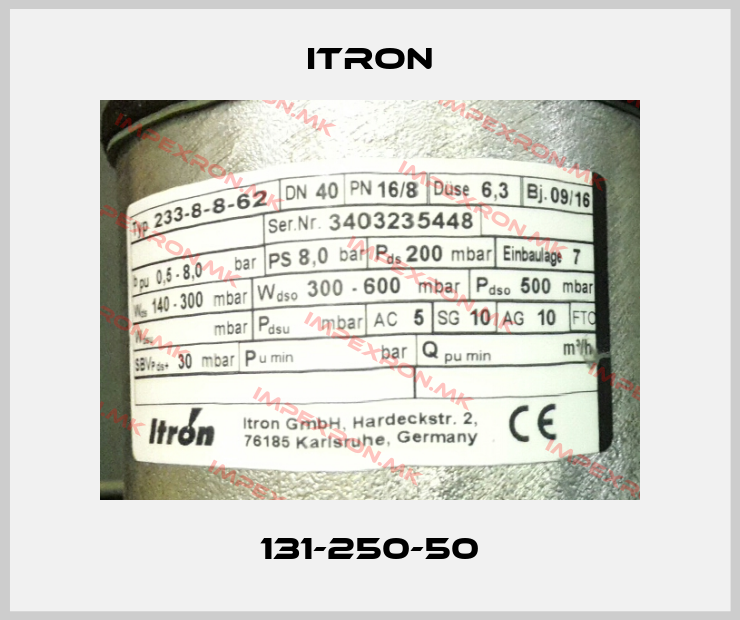 ITRON
Typ 233-8-8-62 DN 40 PN 16/8 Düse 6,3 Bj. 09/16
Ser.Nr. 3403235448
b pu 0,5 - 8,0 bar PS 8,0 bar Pds 200 mbar Einbaulage 7
Wds 140 - 300 mbar Wdso 300 - 600 mbar Pdso 500 mbar
mbar Pdsu mbar AC 5 SG 10 AG 10 FTC
SBVPds+ 30 mbar Pu min bar Q pu min m³/h
Itron Itron GmbH, Hardeckstr. 2,
76185 Karlsruhe, Germany CE
131-250-50
IMPEXRON.MK